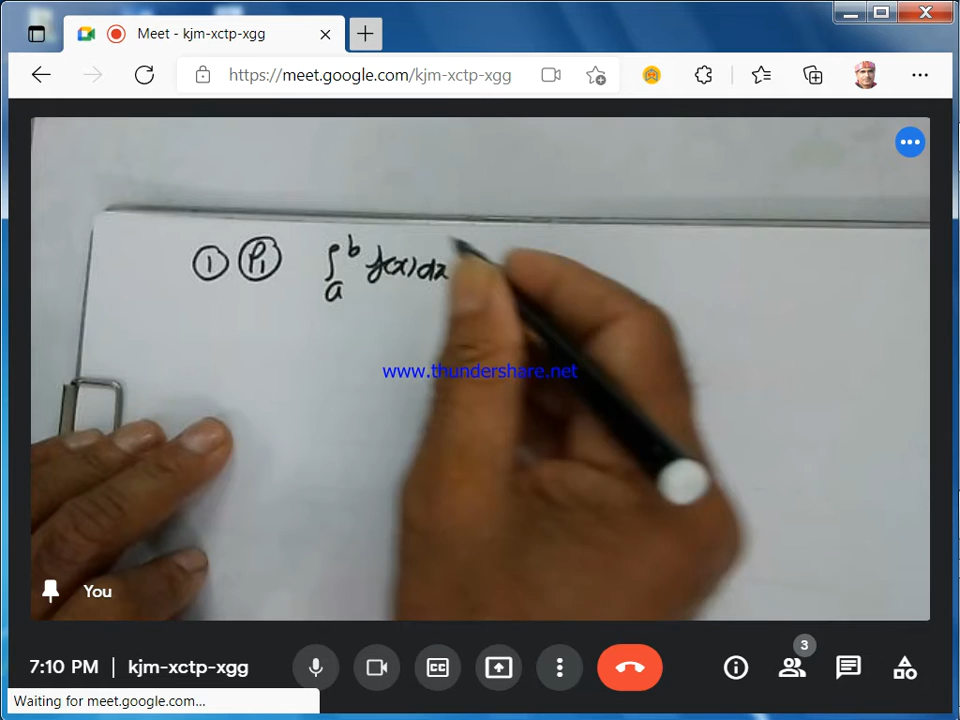 Meet - kjm-xctp-xgg
https://meet.google.com/kjm-xctp-xgg
① Ⓟ₁ ∫ₐᵇ f(x)dx
www.thundershare.net
You
3
7:10 PM | kjm-xctp-xgg
CC
Waiting for meet.google.com...